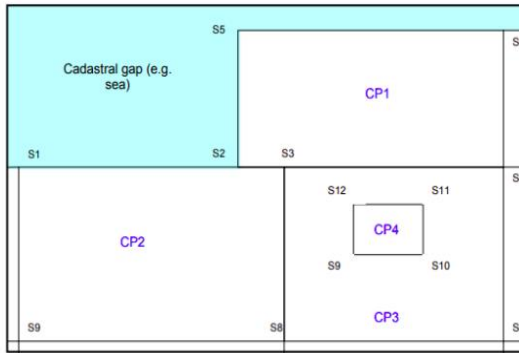 S5
S
Cadastral gap (e.g.
sea)
CP1
S1
S2
S3
S
S12
S11
CP2
CP4
S9
S10
CP3
S9
S8
S